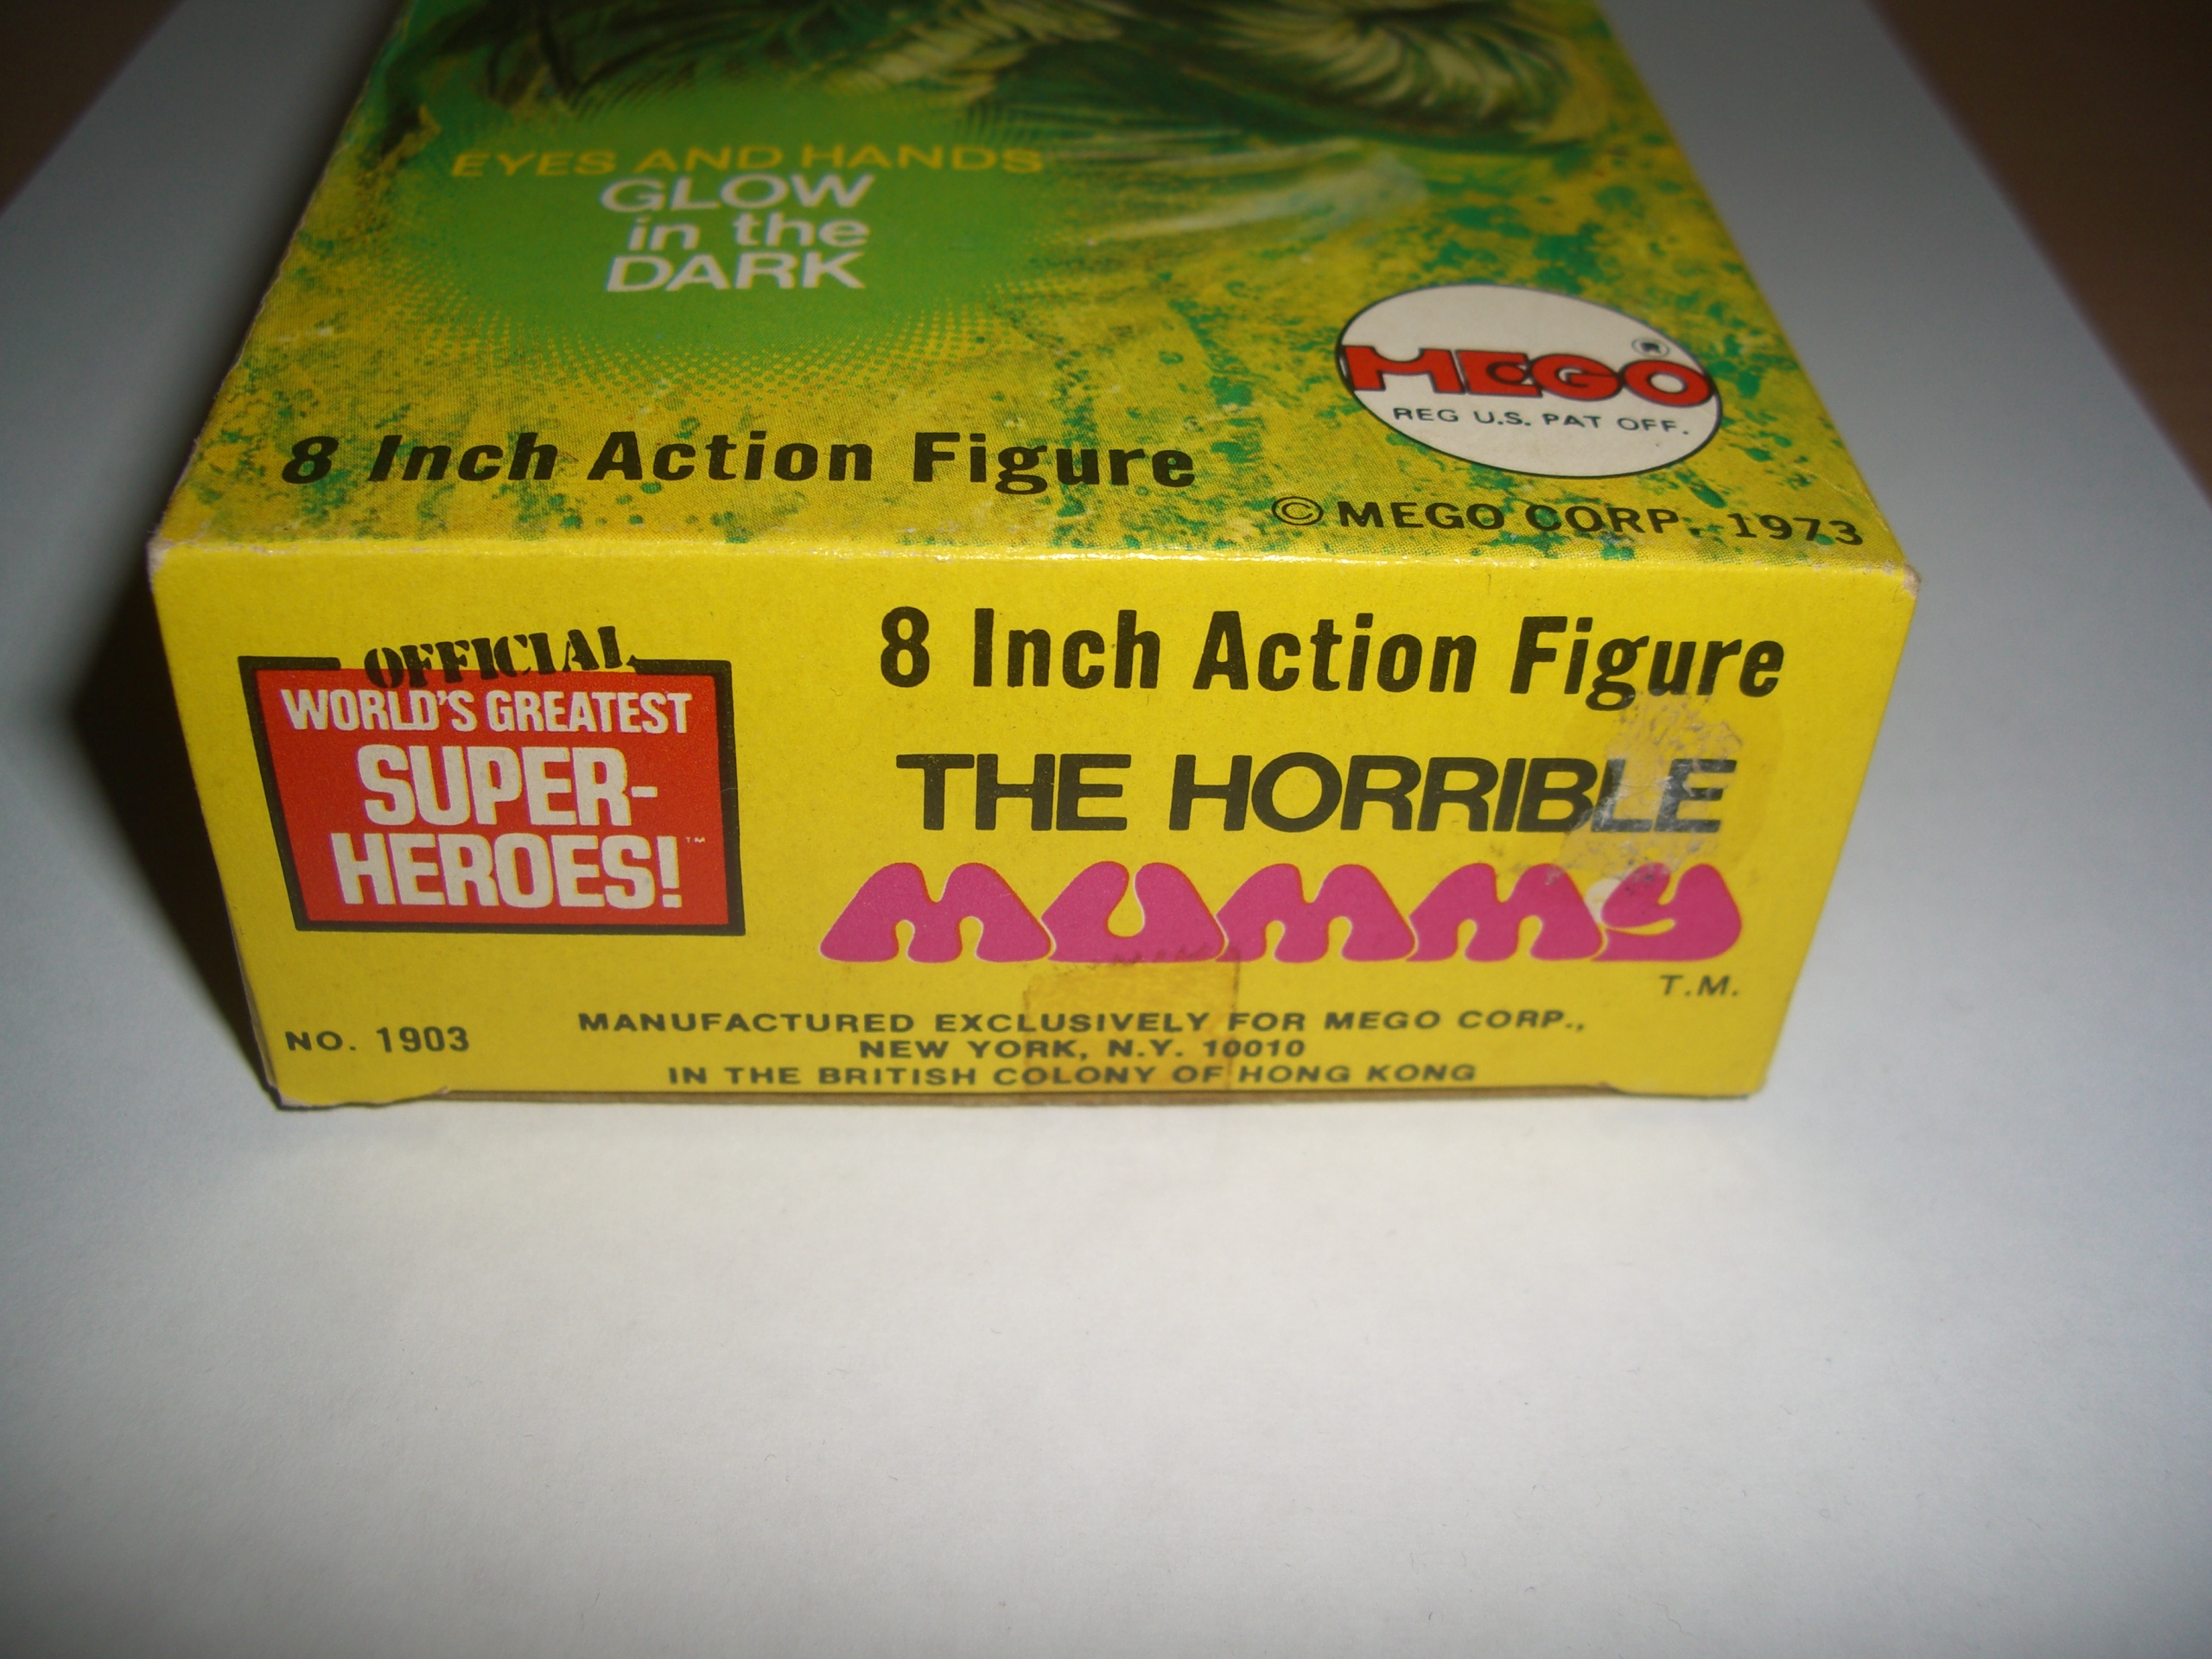 EYES AND HANDS
GLOW
in the
DARK
MEGO ®
REG U.S. PAT OFF.
8 Inch Action Figure
© MEGO CORP. 1973
OFFICIAL
WORLD'S GREATEST
SUPER-
HEROES! ™
8 Inch Action Figure
THE HORRIBLE
MUMMY
T.M.
NO. 1903
MANUFACTURED EXCLUSIVELY FOR MEGO CORP.,
NEW YORK, N.Y. 10010
IN THE BRITISH COLONY OF HONG KONG